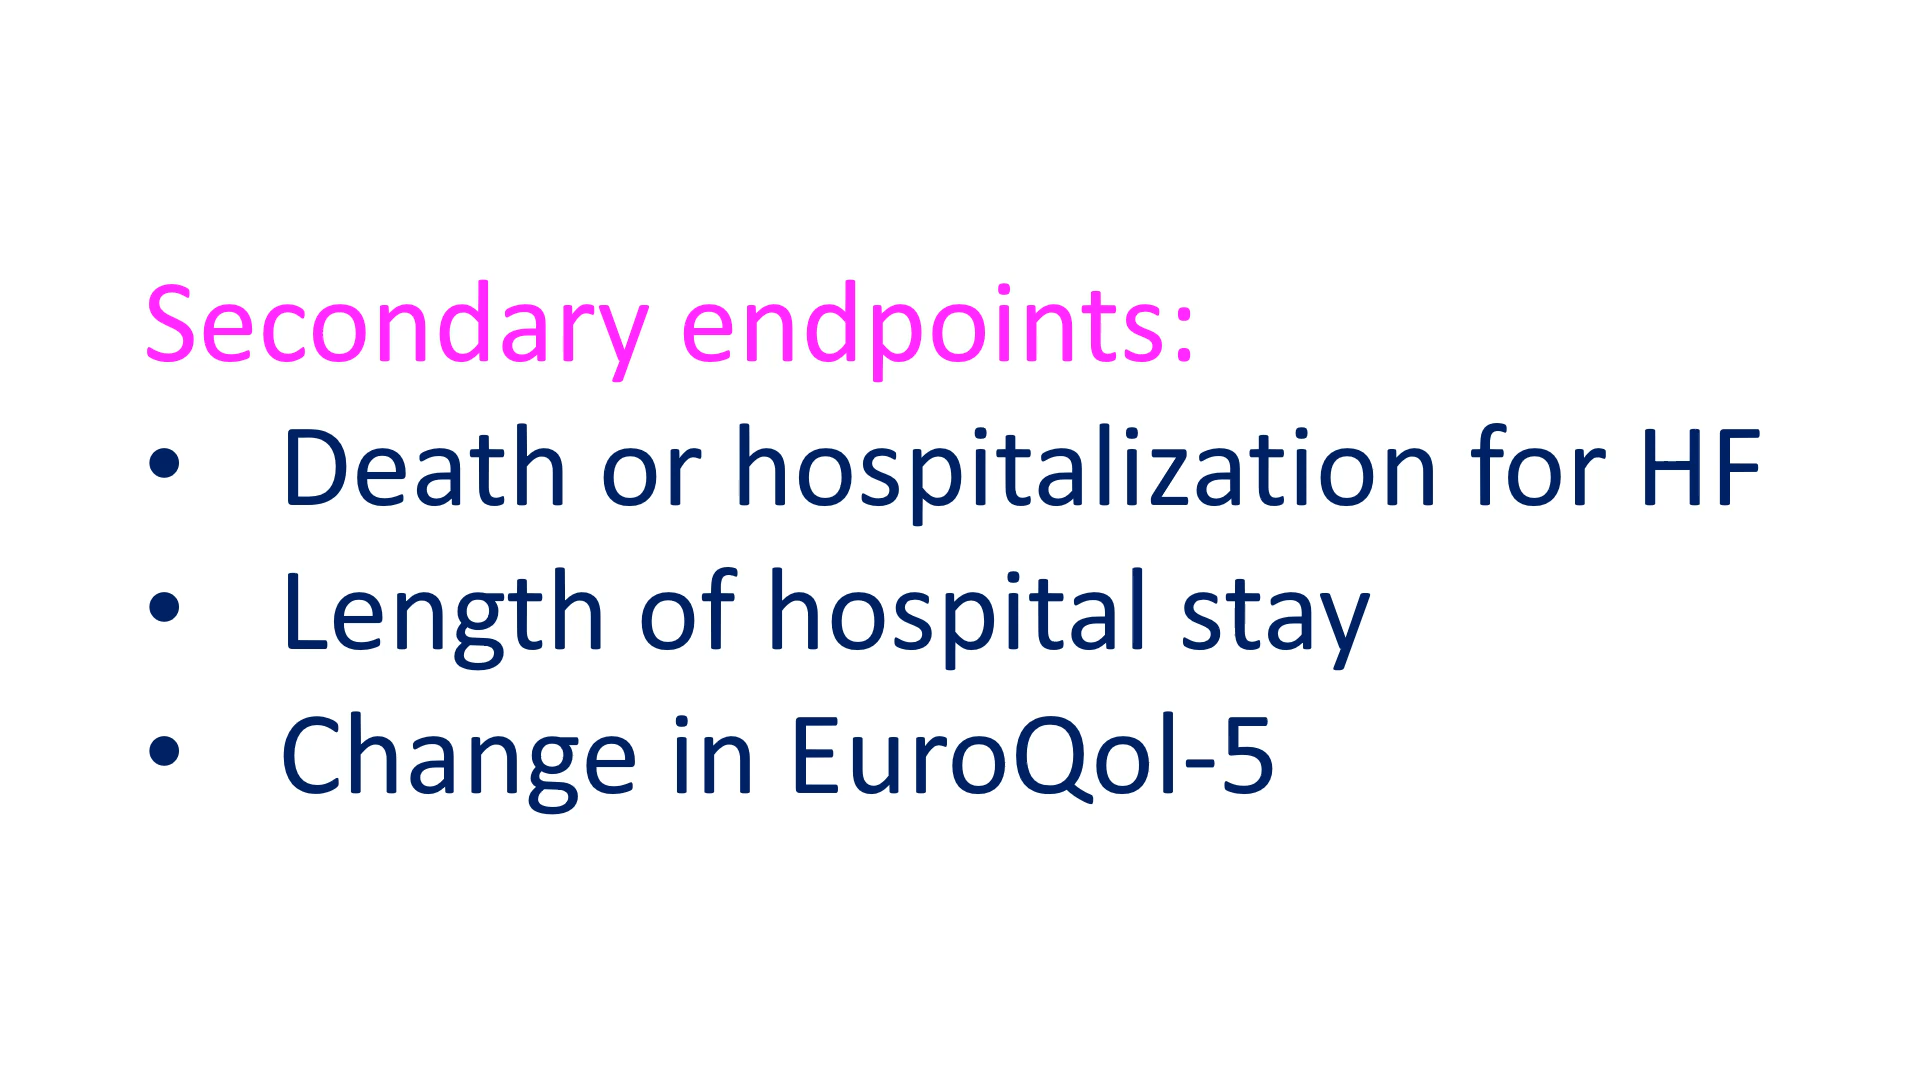 Secondary endpoints:
• Death or hospitalization for HF
• Length of hospital stay
• Change in EuroQol-5